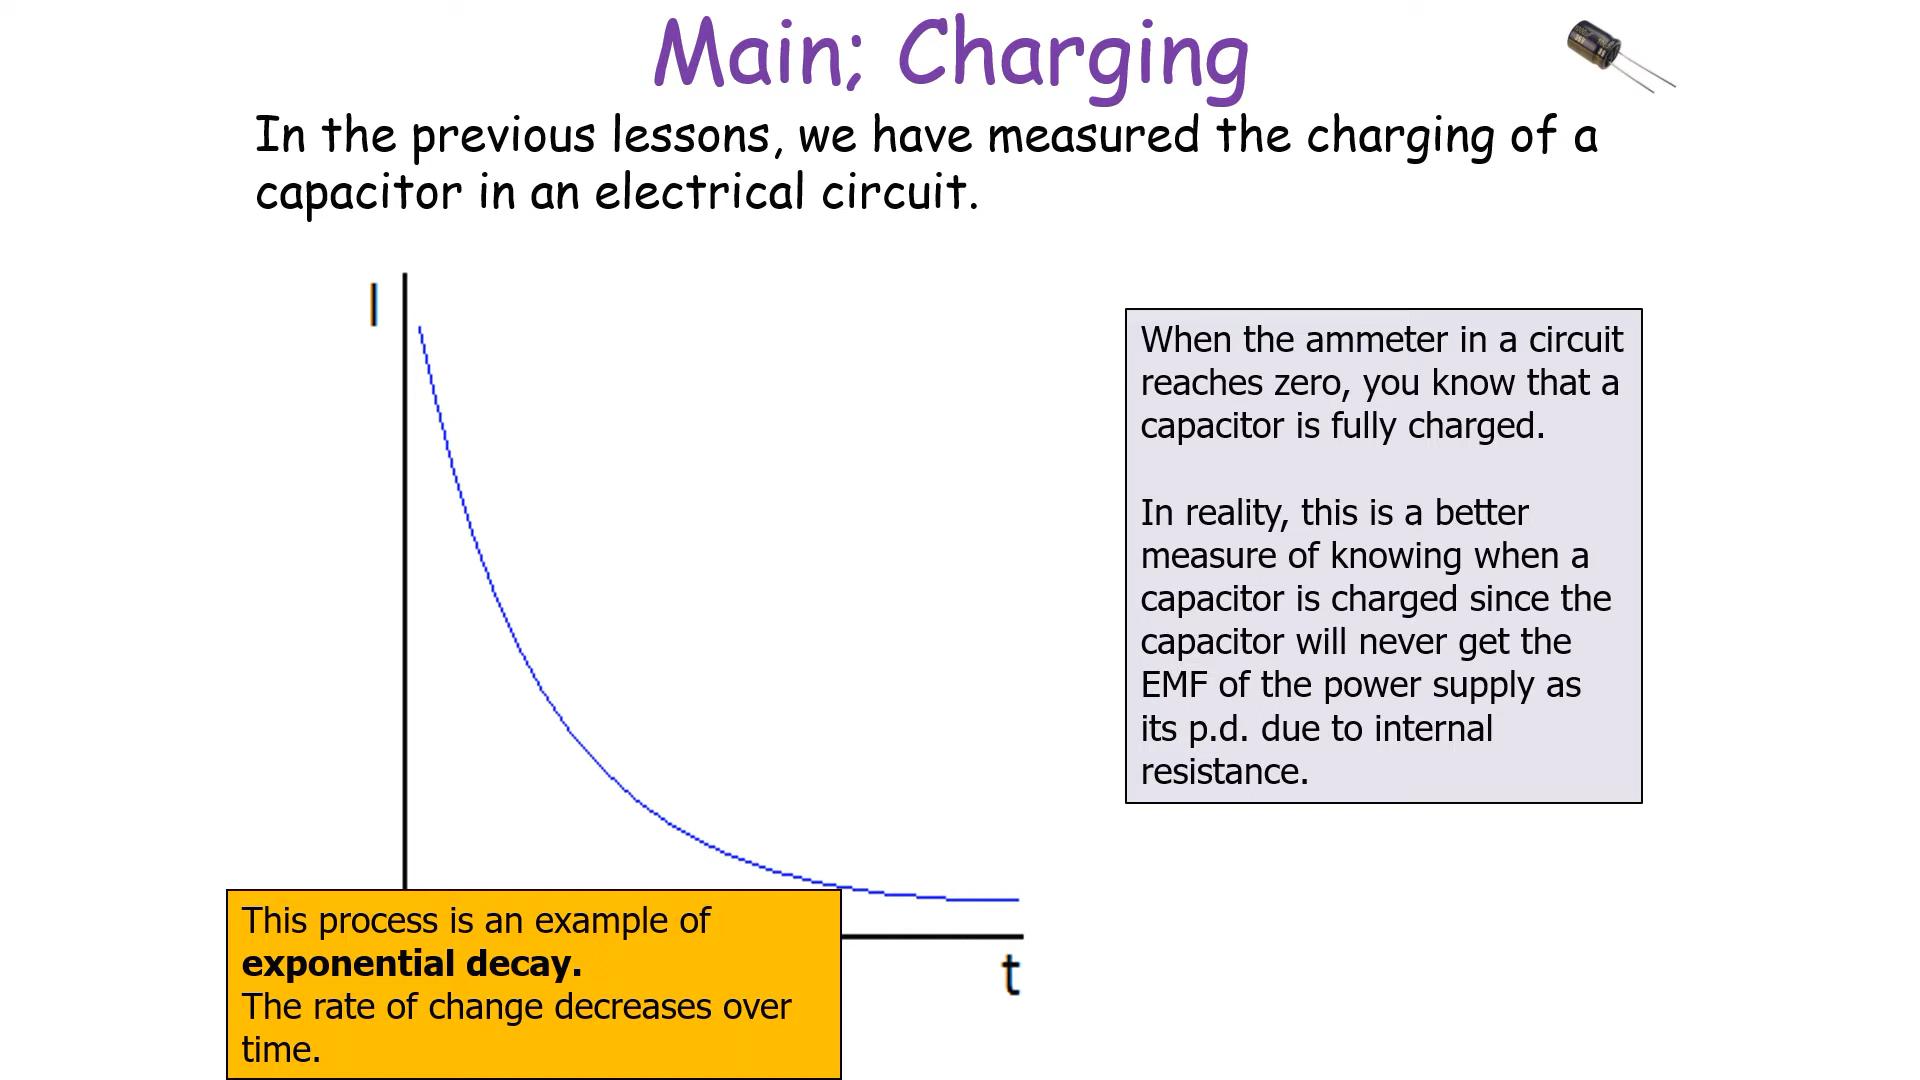 Main; Charging
In the previous lessons, we have measured the charging of a
capacitor in an electrical circuit.
I
When the ammeter in a circuit
reaches zero, you know that a
capacitor is fully charged.
In reality, this is a better
measure of knowing when a
capacitor is charged since the
capacitor will never get the
EMF of the power supply as
its p.d. due to internal
resistance.
This process is an example of
exponential decay.
The rate of change decreases over
time.
t